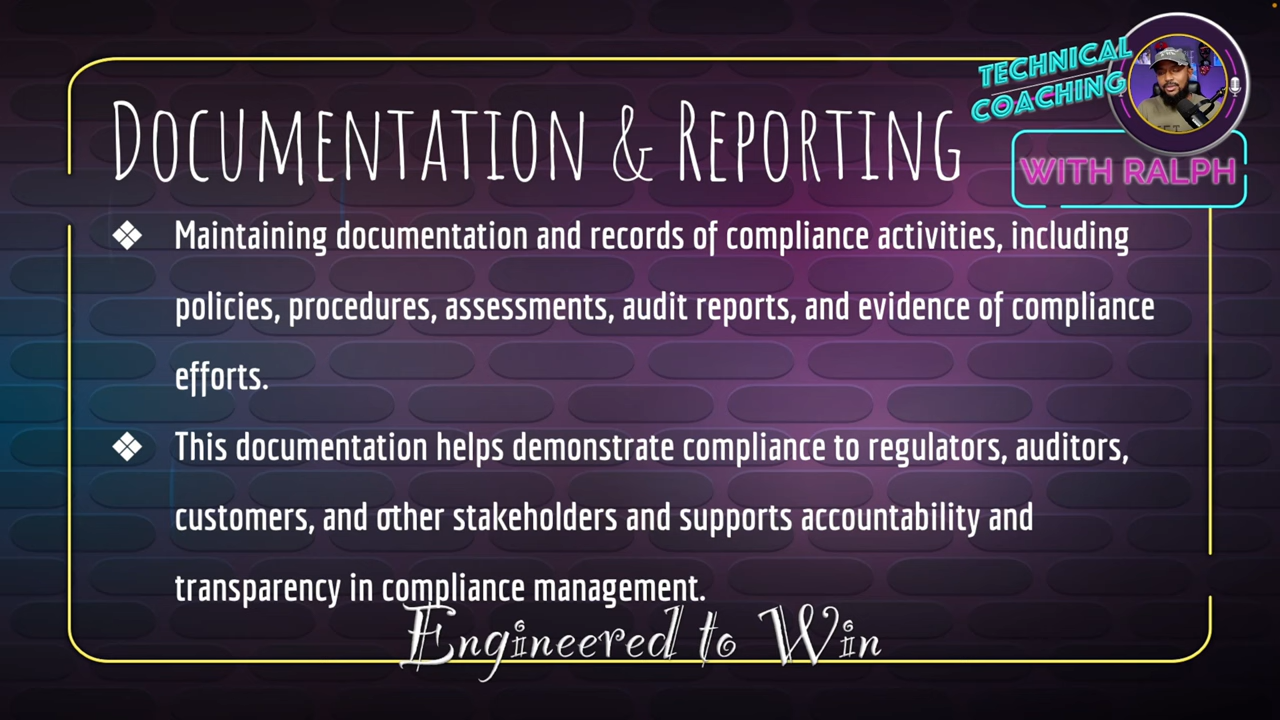 TECHNICAL
COACHING
WITH RALPH
Documentation & Reporting
❖ Maintaining documentation and records of compliance activities, including
policies, procedures, assessments, audit reports, and evidence of compliance
efforts.
❖ This documentation helps demonstrate compliance to regulators, auditors,
customers, and other stakeholders and supports accountability and
transparency in compliance management.
Engineered to Win